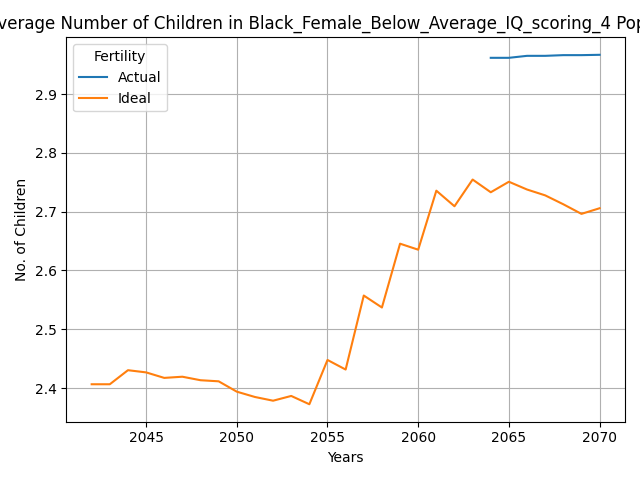 verage Number of Children in Black_Female_Below_Average_IQ_scoring_4 Pop
Fertility
Actual
Ideal
No. of Children
2.9
2.8
2.7
2.6
2.5
2.4
2045 2050 2055 2060 2065 2070
Years